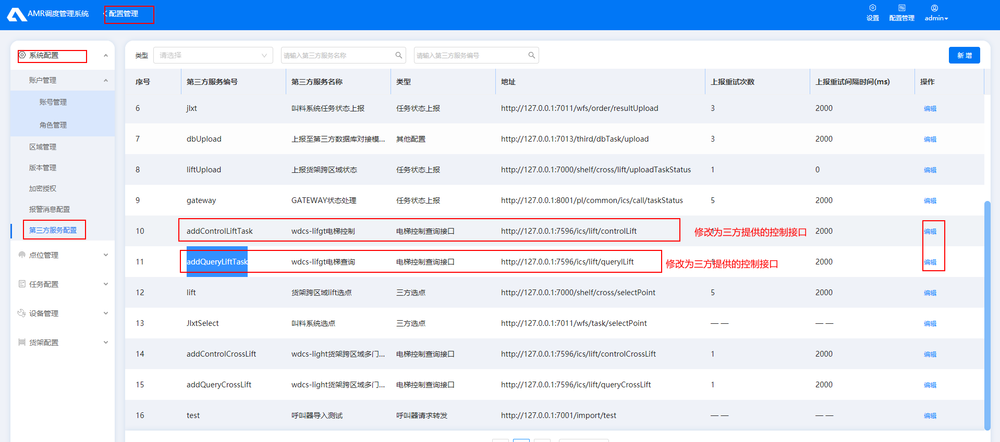 AMR调度管理系统
配置管理
设置
配置管理
admin
系统配置
账户管理
账号管理
角色管理
区域管理
版本管理
加密授权
报警消息配置
第三方服务配置
点位管理
任务配置
设备管理
货架配置
类型 请选择 请输入第三方服务名称 请输入第三方服务编号 新 增
序号 第三方服务编号 第三方服务名称 类型 地址 上报重试次数 上报重试间隔时间(ms) 操作
6 jlxt 叫料系统任务状态上报 任务状态上报 http://127.0.0.1:7011/wfs/order/resultUpload 3 2000 编辑
7 dbUpload 上报至第三方数据库对接模... 其他配置 http://127.0.0.1:7013/third/dbTask/upload 3 2000 编辑
8 liftUpload 上报货架跨区域状态 任务状态上报 http://127.0.0.1:7000/shelf/cross/lift/uploadTaskStatus 1 0 编辑
9 gateway GATEWAY状态处理 任务状态上报 http://127.0.0.1:8001/pl/common/ics/call/taskStatus 5 2000 编辑
10 addControlLiftTask wdcs-lifgt电梯控制 电梯控制查询接口 http://127.0.0.1:7596/ics/lift/controlLift 修改为三方提供的控制接口 2000 编辑
11 addQueryLiftTask wdcs-lifgt电梯查询 电梯控制查询接口 http://127.0.0.1:7596/ics/lift/querylLift 修改为三方提供的控制接口 2000 编辑
12 lift 货架跨区域lift选点 三方选点 http://127.0.0.1:7000/shelf/cross/selectPoint 5 2000 编辑
13 JlxtSelect 叫料系统选点 三方选点 http://127.0.0.1:7011/wfs/task/selectPoint — — — — 编辑
14 addControlCrossLift wdcs-light货架跨区域多门... 电梯控制查询接口 http://127.0.0.1:7596/ics/lift/controlCrossLift 1 2000 编辑
15 addQueryCrossLift wdcs-light货架跨区域多门... 电梯控制查询接口 http://127.0.0.1:7596/ics/lift/queryCrossLift 1 2000 编辑
16 test 呼叫器导入测试 呼叫器请求转发 http://127.0.0.1:7001/import/test — — — — 编辑